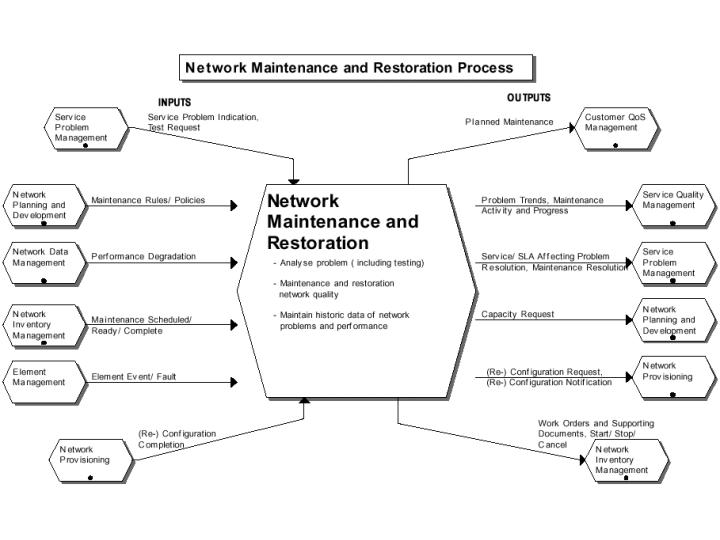 Network Maintenance and Restoration Process
INPUTS
OUTPUTS
Service
Problem
Management
Service Problem Indication,
Test Request
Planned Maintenance
Customer QoS
Management
Network
Planning and
Development
Maintenance Rules/ Policies
Network Data
Management
Performance Degradation
Network
Inventory
Management
Maintenance Scheduled/
Ready/ Complete
Element
Management
Element Event/ Fault
Network
Provisioning
(Re-) Configuration
Completion
Network
Maintenance and
Restoration
- Analyse problem ( including testing)
- Maintenance and restoration
network quality
- Maintain historic data of network
problems and performance
Problem Trends, Maintenance
Activity and Progress
Service Quality
Management
Service/ SLA Affecting Problem
Resolution, Maintenance Resolution
Service
Problem
Management
Capacity Request
Network
Planning and
Development
(Re-) Configuration Request,
(Re-) Configuration Notification
Network
Provisioning
Work Orders and Supporting
Documents, Start/ Stop/
Cancel
Network
Inventory
Management